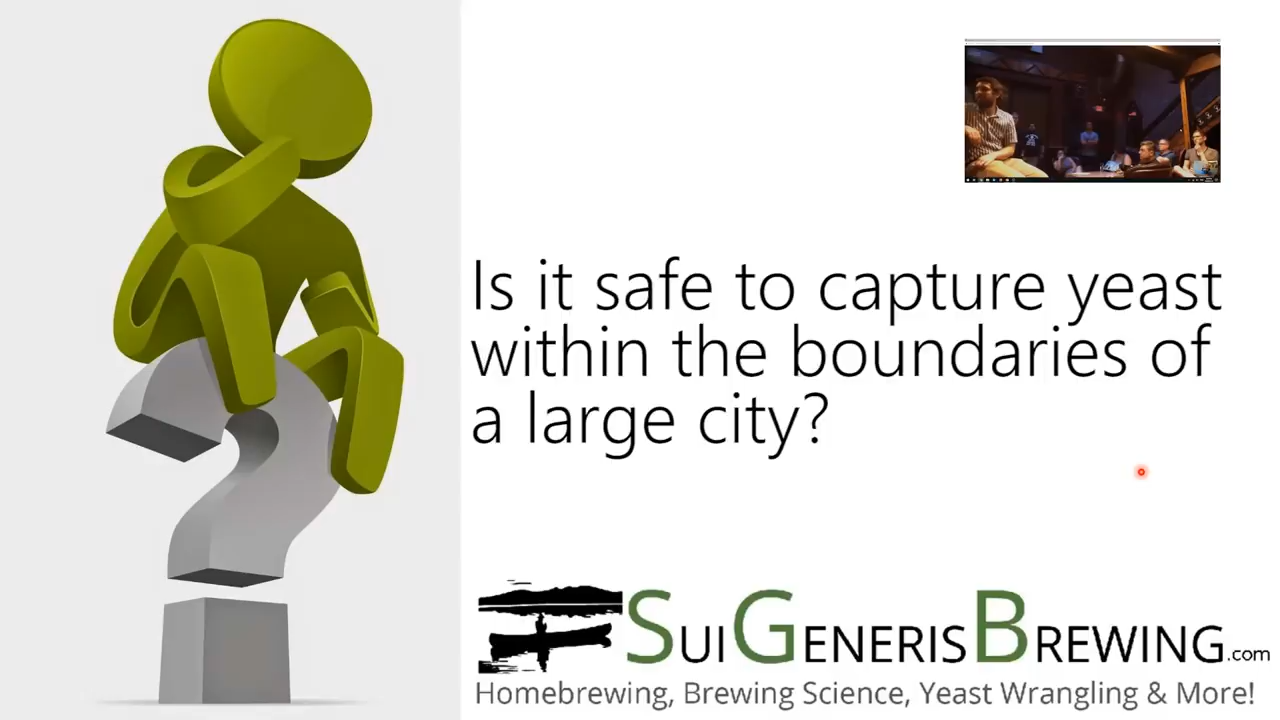 Is it safe to capture yeast
within the boundaries of
a large city?
SuiGenerisBrewing.com
Homebrewing, Brewing Science, Yeast Wrangling & More!